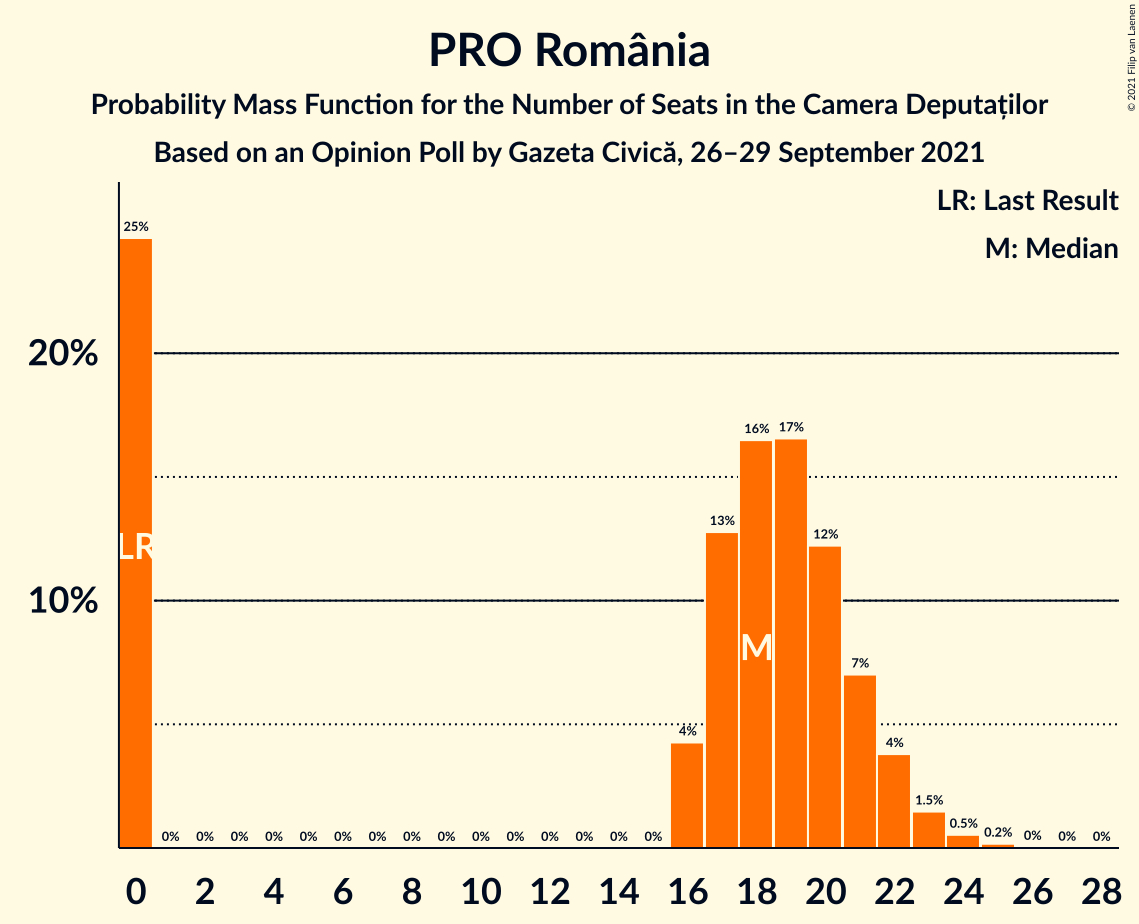 PRO România
Probability Mass Function for the Number of Seats in the Camera Deputaților
Based on an Opinion Poll by Gazeta Civică, 26–29 September 2021
© 2021 Filip van Laenen
LR: Last Result
M: Median
25%
20%
17%
16%
13%
12%
LR
10%
M
7%
4%
4%
1.5%
0.5%
0.2%
0% 0% 0% 0% 0% 0% 0% 0% 0% 0% 0% 0% 0% 0% 0% 0% 0% 0%
0 2 4 6 8 10 12 14 16 18 20 22 24 26 28